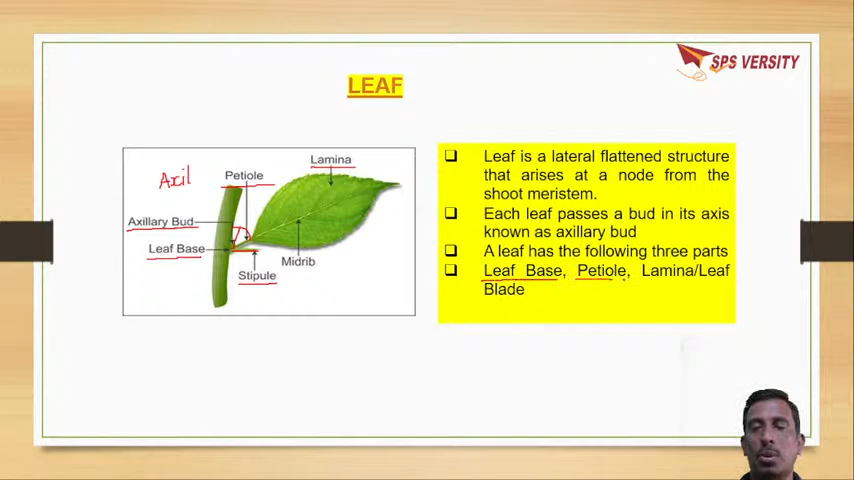 SPS VERSITY
LEAF
Axil
Petiole
Lamina
Axillary Bud
Leaf Base
Midrib
Stipule
❑ Leaf is a lateral flattened structure
that arises at a node from the
shoot meristem.
❑ Each leaf passes a bud in its axis
known as axillary bud
❑ A leaf has the following three parts
❑ Leaf Base, Petiole, Lamina/Leaf
Blade